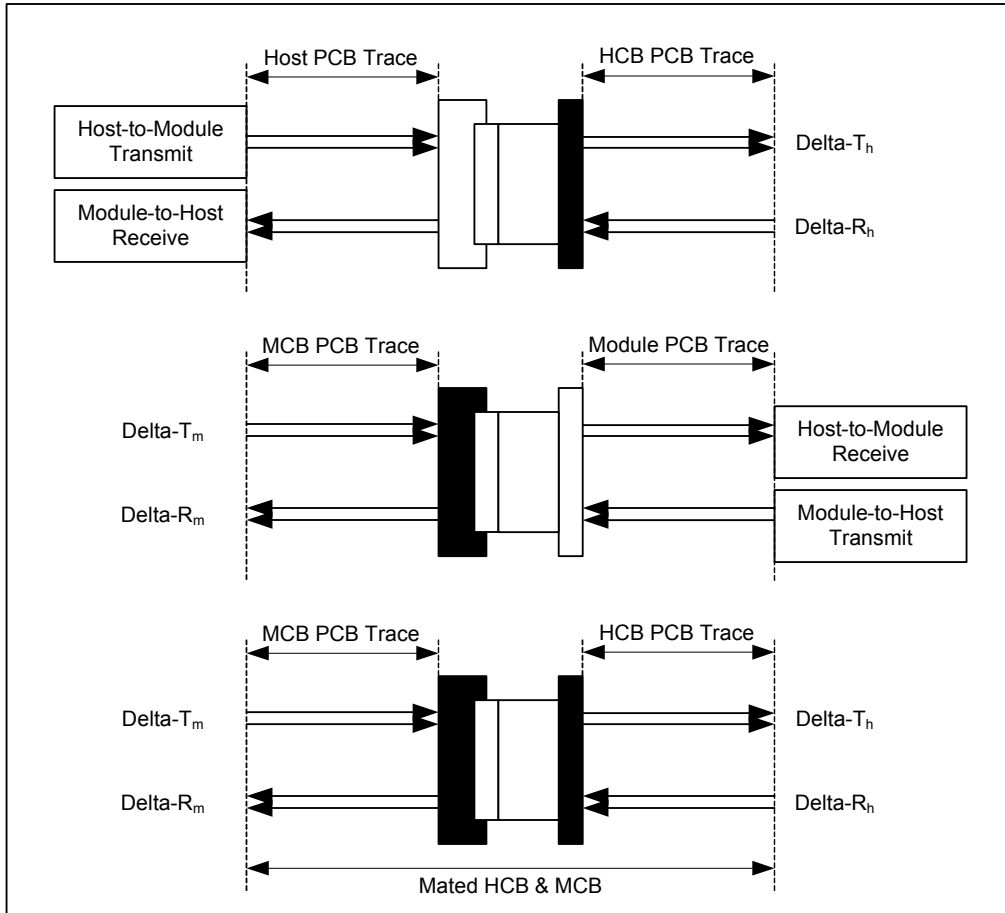 Host PCB Trace
HCB PCB Trace
Host-to-Module
Transmit
Delta-Th
Module-to-Host
Receive
Delta-Rh
MCB PCB Trace
Module PCB Trace
Delta-Tm
Host-to-Module
Receive
Delta-Rm
Module-to-Host
Transmit
MCB PCB Trace
HCB PCB Trace
Delta-Tm
Delta-Th
Delta-Rm
Delta-Rh
Mated HCB & MCB